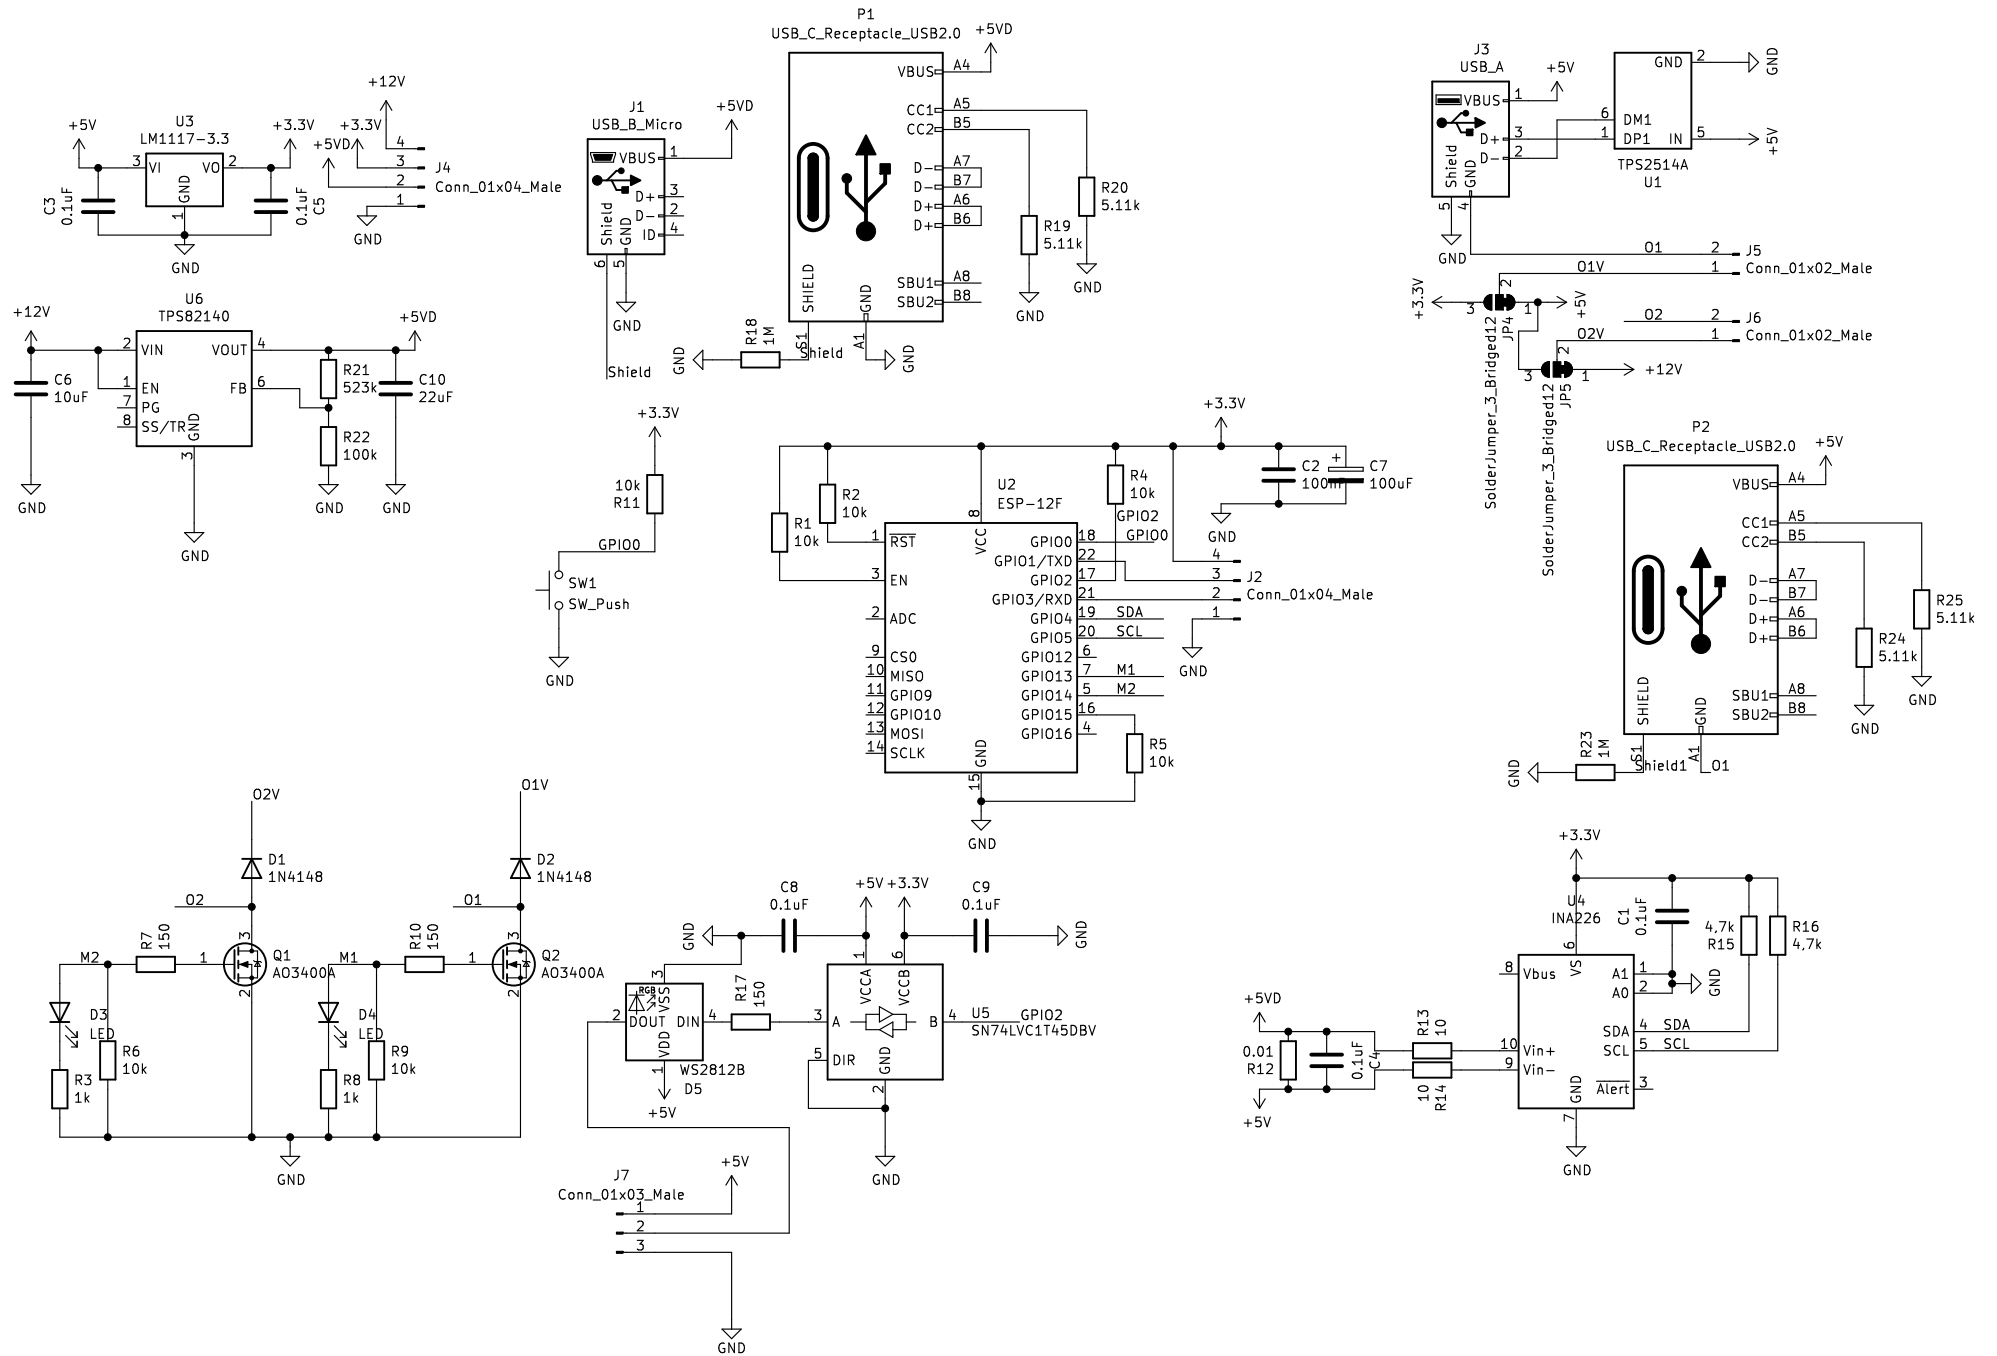 U3
LM1117-3.3
+5V
+3.3V
3
VI
VO
2
GND
1
C3
0.1uF
0.1uF
C5
GND
+12V
+3.3V
+5VD
4
3
2
1
J4
Conn_01x04_Male
GND
U6
TPS82140
+12V
+5VD
2
VIN
VOUT
4
1
EN
FB
6
7
PG
8
SS/TR
GND
3
C6
10uF
R21
523k
C10
22uF
R22
100k
GND
GND
GND
GND
J1
USB_B_Micro
+5VD
VBUS
1
D+
3
D-
2
ID
4
Shield
GND
6
5
GND
Shield
P1
USB_C_Receptacle_USB2.0
+5VD
VBUS
A4
CC1
A5
CC2
B5
D-
A7
D-
B7
D+
A6
D+
B6
SBU1
A8
SBU2
B8
SHIELD
GND
S1
A1
Shield
R18
1M
GND
GND
R19
5.11k
R20
5.11k
GND
GND
J3
USB_A
+5V
VBUS
1
D+
3
D-
2
Shield
GND
5
4
GND
GND
2
GND
6
DM1
1
DP1
IN
5
+5V
TPS2514A
U1
O1
2
J5
O1V
1
Conn_01x02_Male
+3.3V
3
2
1
+5V
JP4
SolderJumper_3_Bridged12
O2
2
J6
O2V
1
Conn_01x02_Male
2
3
1
+12V
JP5
SolderJumper_3_Bridged12
P2
USB_C_Receptacle_USB2.0
+5V
VBUS
A4
CC1
A5
CC2
B5
D-
A7
D-
B7
D+
A6
D+
B6
SBU1
A8
SBU2
B8
SHIELD
GND
S1
A1
Shield1
O1
R23
1M
GND
R24
5.11k
R25
5.11k
GND
GND
+3.3V
10k
R11
GPIO0
SW1
SW_Push
GND
+3.3V
U2
ESP-12F
R1
10k
R2
10k
R4
10k
C2
100nF
+
C7
100uF
GND
8
VCC
1
RST
3
EN
2
ADC
9
CS0
10
MISO
11
GPIO9
12
GPIO10
13
MOSI
14
SCLK
GPIO2
GPIO0
18
GPIO0
GPIO1/TXD
22
GPIO2
17
GPIO3/RXD
21
GPIO4
19
SDA
GPIO5
20
SCL
GPIO12
6
GPIO13
7
M1
GPIO14
5
M2
GPIO15
16
GPIO16
4
GND
15
R5
10k
GND
4
3
2
1
J2
Conn_01x04_Male
GND
O2V
D1
1N4148
O2
R7
150
3
M2
1
Q1
AO3400A
2
D3
LED
R6
10k
R3
1k
O1V
D2
1N4148
O1
R10
150
3
M1
1
Q2
AO3400A
2
D4
LED
R9
10k
R8
1k
GND
C8
0.1uF
+5V
+3.3V
C9
0.1uF
GND
GND
1
6
VCCA
VCCB
3
A
B
4
GPIO2
5
DIR
GND
2
U5
SN74LVC1T45DBV
GND
R17
150
RGB
3
VSS
2
DOUT
DIN
4
VDD
1
WS2812B
D5
+5V
J7
Conn_01x03_Male
+5V
1
2
3
GND
+3.3V
U4
INA226
C1
0.1uF
4,7k
R15
R16
4,7k
6
VS
8
Vbus
A1
1
A0
2
GND
SDA
4
SDA
SCL
5
SCL
10
Vin+
9
Vin-
Alert
3
GND
7
GND
+5VD
0.01
R12
0.1uF
C4
R13
10
10
R14
+5V